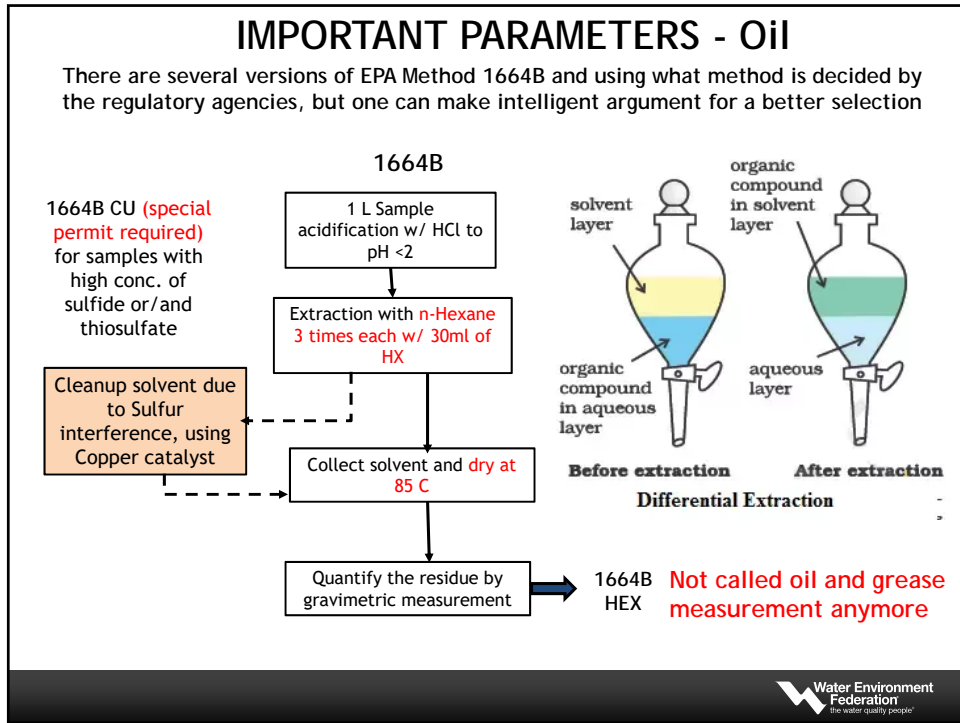 IMPORTANT PARAMETERS - Oil
There are several versions of EPA Method 1664B and using what method is decided by
the regulatory agencies, but one can make intelligent argument for a better selection
1664B
1664B CU (special
permit required)
for samples with
high conc. of
sulfide or/and
thiosulfate
1 L Sample
acidification w/ HCl to
pH <2
Extraction with n-Hexane
3 times each w/ 30ml of
HX
Cleanup solvent due
to Sulfur
interference, using
Copper catalyst
Collect solvent and dry at
85 C
Quantify the residue by
gravimetric measurement
1664B
HEX
Not called oil and grease
measurement anymore
solvent
layer
organic
compound
in aqueous
layer
Before extraction
organic
compound
in solvent
layer
aqueous
layer
After extraction
Differential Extraction
Water Environment
Federation
the water quality people®